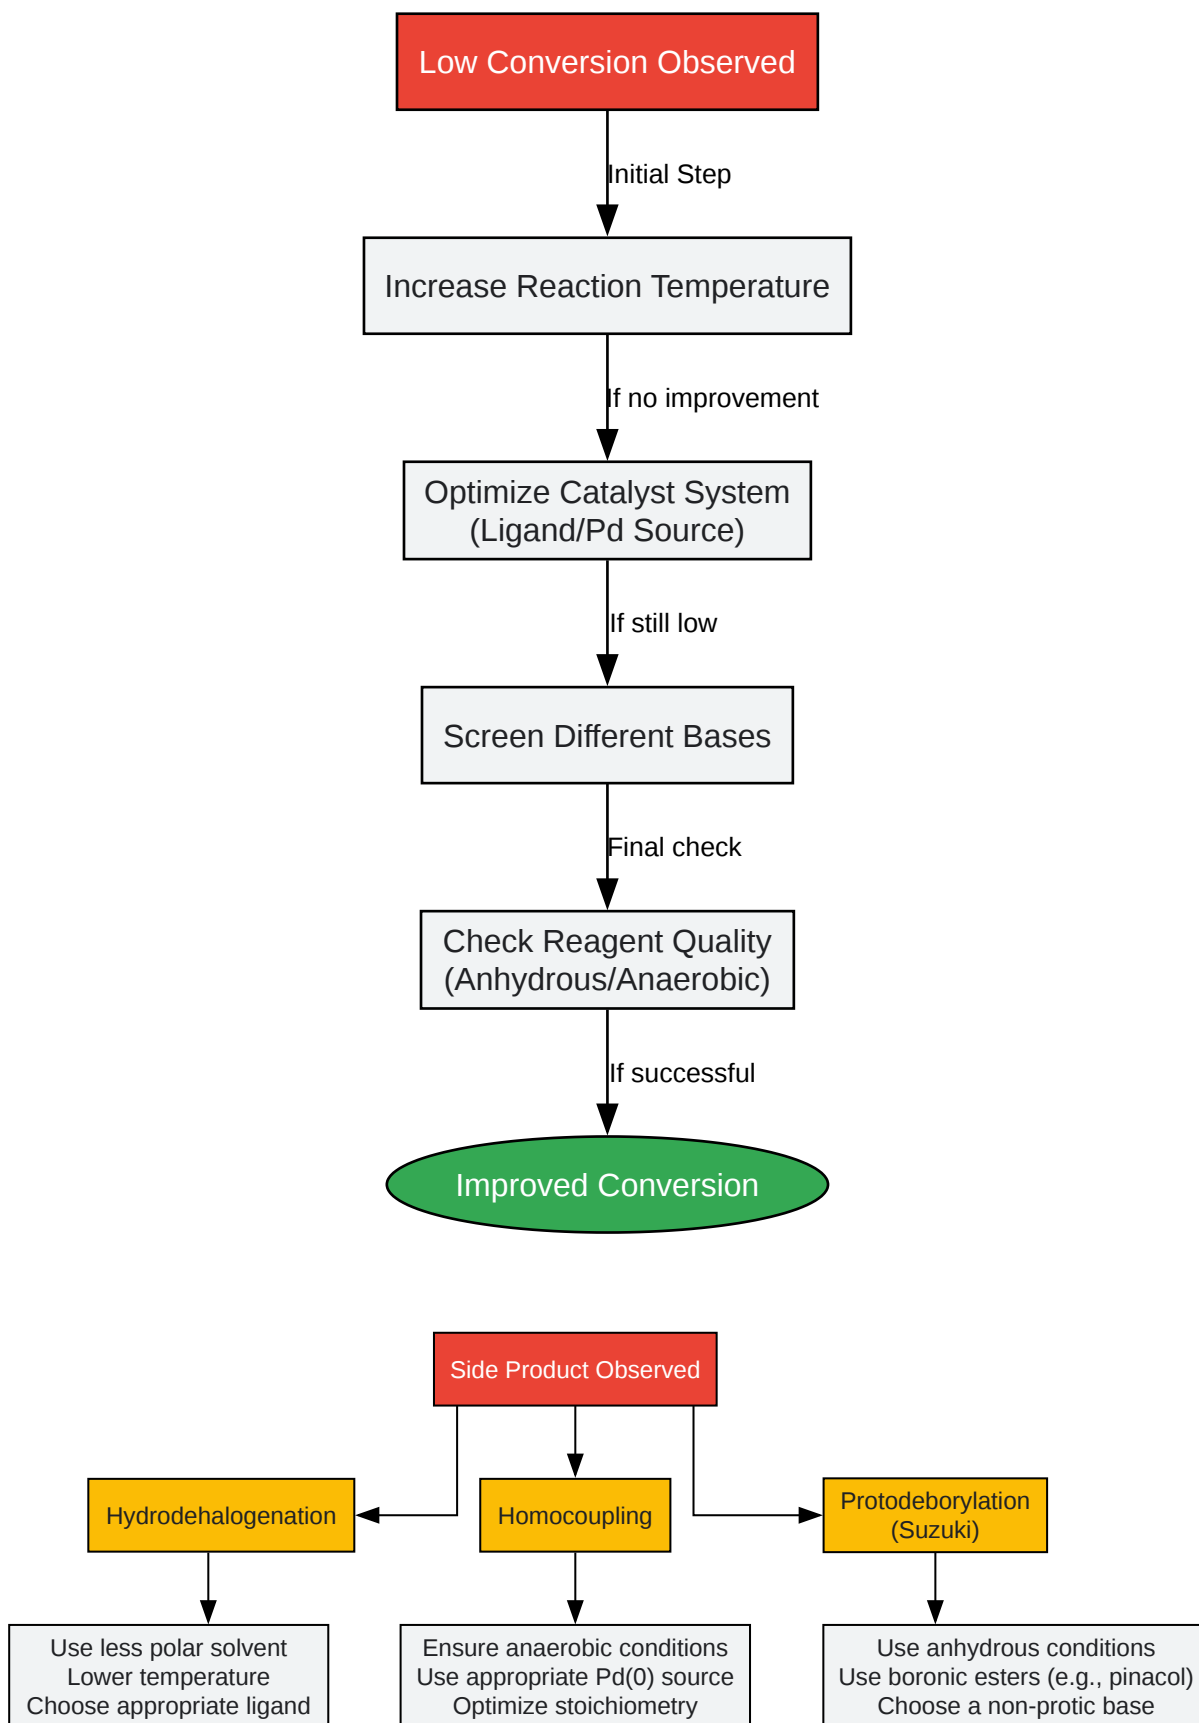 Low Conversion Observed
Initial Step
Increase Reaction Temperature
If no improvement
Optimize Catalyst System
(Ligand/Pd Source)
If still low
Screen Different Bases
Final check
Check Reagent Quality
(Anhydrous/Anaerobic)
If successful
Improved Conversion
Side Product Observed
Hydrodehalogenation
Homocoupling
Protodeborylation
(Suzuki)
Use less polar solvent
Lower temperature
Choose appropriate ligand
Ensure anaerobic conditions
Use appropriate Pd(0) source
Optimize stoichiometry
Use anhydrous conditions
Use boronic esters (e.g., pinacol)
Choose a non-protic base